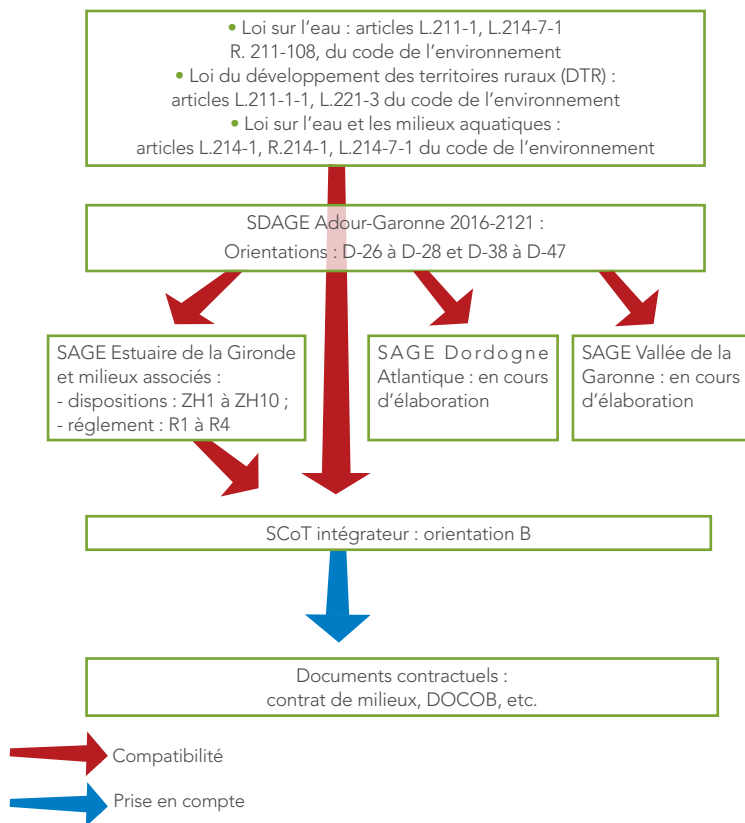 • Loi sur l’eau : articles L.211-1, L.214-7-1
R. 211-108, du code de l’environnement
• Loi du développement des territoires ruraux (DTR) :
articles L.211-1-1, L.221-3 du code de l’environnement
• Loi sur l’eau et les milieux aquatiques :
articles L.214-1, R.214-1, L.214-7-1 du code de l’environnement
SDAGE Adour-Garonne 2016-2121 :
Orientations : D-26 à D-28 et D-38 à D-47
SAGE Estuaire de la Gironde
et milieux associés :
- dispositions : ZH1 à ZH10 ;
- réglement : R1 à R4
SAGE Dordogne
Atlantique : en cours
d’élaboration
SAGE Vallée de la
Garonne : en cours
d’élaboration
SCoT intégrateur : orientation B
Documents contractuels :
contrat de milieux, DOCOB, etc.
Compatibilité
Prise en compte